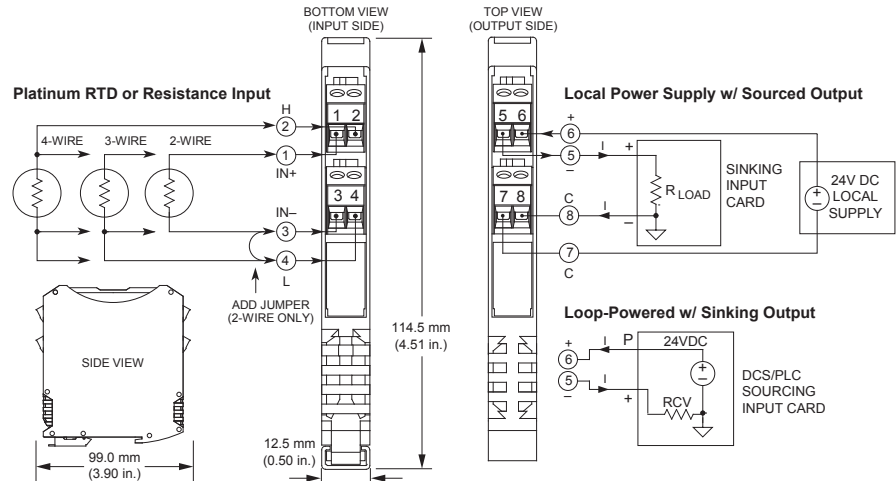 BOTTOM VIEW
(INPUT SIDE)
TOP VIEW
(OUTPUT SIDE)
Platinum RTD or Resistance Input
4-WIRE
3-WIRE
2-WIRE
H
2
1
IN+
IN–
3
4
L
ADD JUMPER
(2-WIRE ONLY)
1 2
3 4
114.5 mm
(4.51 in.)
12.5 mm
(0.50 in.)
SIDE VIEW
99.0 mm
(3.90 in.)
5 6
7 8
Local Power Supply w/ Sourced Output
+
6
5
–
I
+
R LOAD
SINKING
INPUT
CARD
C
8
I
–
7
C
+
–
24V DC
LOCAL
SUPPLY
Loop-Powered w/ Sinking Output
+
6
I
P
24VDC
5
–
I
+
RCV
+
–
DCS/PLC
SOURCING
INPUT CARD